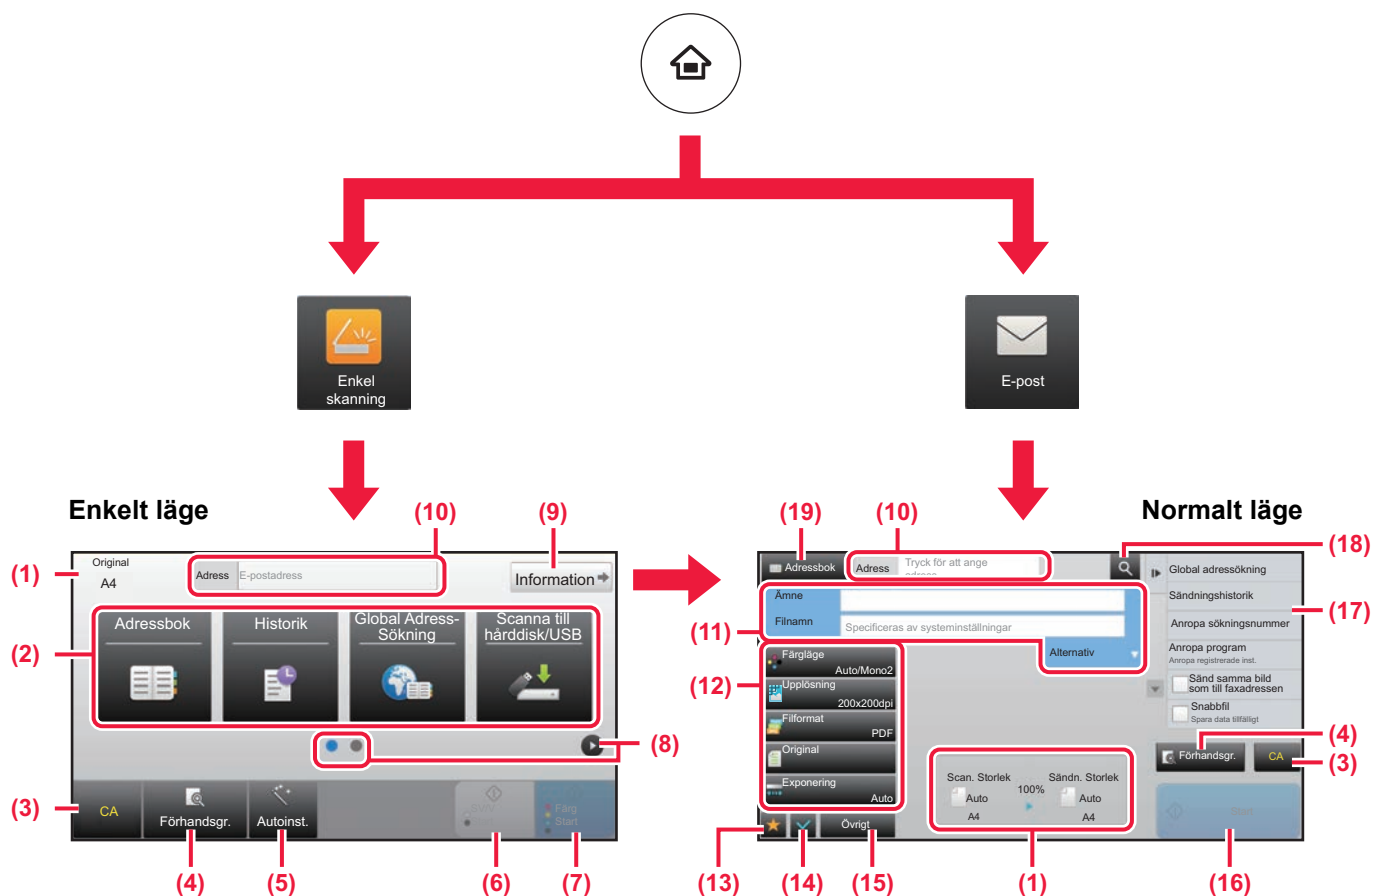 Enkel
skanning
E-post
Enkelt läge
Normalt läge
(10)
(9)
(19)
(10)
(18)
(1)
Original
A4
Adress
E-postadress
Information
(2)
Adressbok
Historik
Global Adress-
Sökning
Scanna till
hårddisk/USB
(8)
(3)
CA
Förhandsgr.
Autoinst.
Färg
Start
(4)
(5)
(6)
(7)
Adressbok
Adress
Tryck för att ange
Global adressökning
Ämne
Sändningshistorik
(17)
(11)
Filnamn
Specificeras av systeminställningar
Anropa sökningsnummer
Alternativ
Anropa program
Anropa registrerade inst.
(12)
Färgläge
Auto/Mono2
Sänd samma bild
som till faxadressen
Upplösning
200x200dpi
Snabbfil
Spara data tillfälligt
Filformat
PDF
(4)
Original
Förhandsgr.
CA
(3)
Exponering
Auto
Scan. Storlek
Auto
A4
100%
Sändn. Storlek
Auto
A4
Övrigt
Start
(13)
(14)
(15)
(1)
(16)